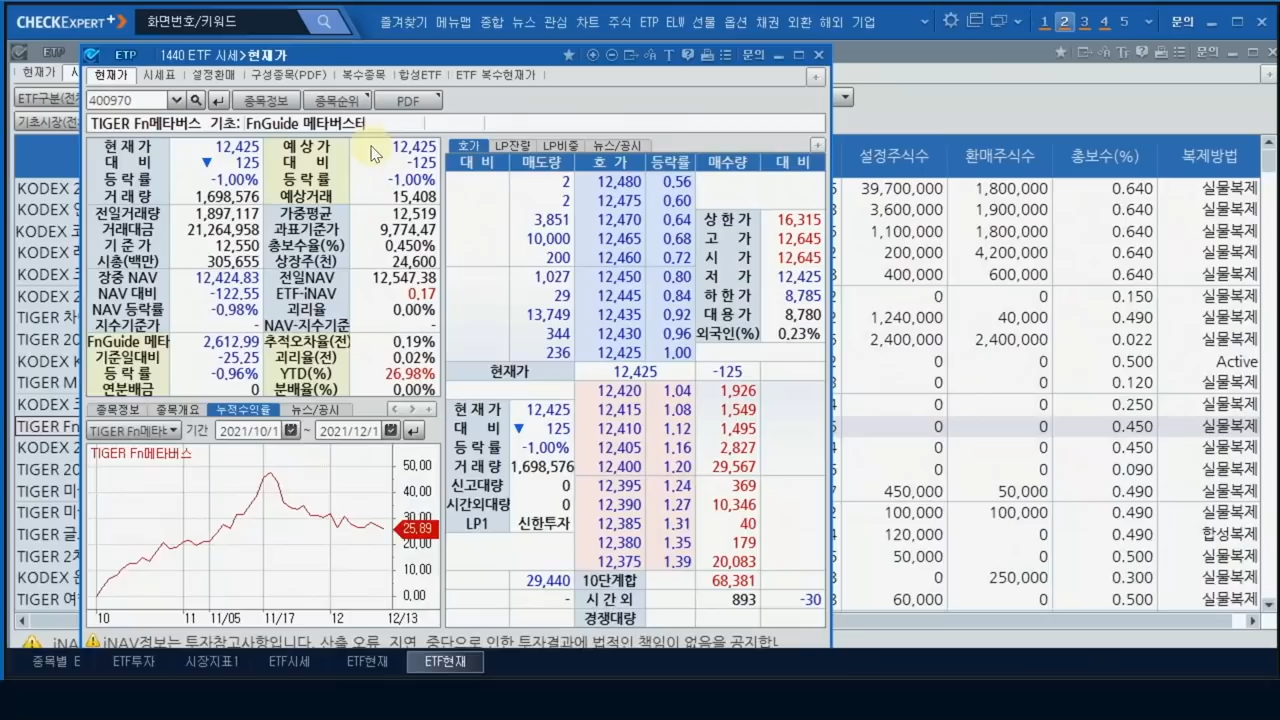 CHECKEXPERT+ 화면번호/키워드 즐겨찾기 메뉴맵 종합 뉴스 관심 차트 주식 ETP ELW 선물 옵션 채권 외환 해외 기업 1 2 3 4 5 문의
ETP 1440 ETF 시세>현재가 문의
현재가 시세표 설정환매 구성종목(PDF) 복수종목 합성ETF ETF 복수현재가
400970 종목정보 종목순위 PDF
TIGER Fn메타버스 기초: FnGuide 메타버스터
현재가 12,425 예상가 12,425
대비 ▼ 125 대비 -125
등락률 -1,00% 등락률 -1,00%
거래량 1,698,576 예상거래 15,408
전일거래량 1,897,117 가중평균 12,519
거래대금 21,264,958 과표기준가 9,774,47
기준가 12,550 총보수율(%) 0,450%
시총(백만) 305,655 상장주(천) 24,600
장중 NAV 12,424,83 전일NAV 12,547,38
NAV 대비 -122,55 ETF-iNAV 0,17
NAV 등락률 -0,98% 괴리율 0,00%
지수기준가 - NAV-지수기준 -
FnGuide 메타 2,612,99 추적오차율(전) 0,19%
기준일대비 -25,25 괴리율(전) 0,02%
등락률 -0,96% YTD(%) 26,98%
연분배금 0 분배율(%) 0,00%
종목정보 종목개요 누적수익률 뉴스/공시
TIGER Fn메타 기간 2021/10/1 ~ 2021/12/1
TIGER Fn메타버스
50,00
40,00
30,00
25,89
20,00
10,00
0,00
10 11 11/05 11/17 12 12/13
호가 LP잔량 LP비중 뉴스/공시
대비 매도량 호가 등락률 매수량 대비
2 12,480 0,56
2 12,475 0,60
3,851 12,470 0,64 상한가 16,315
10,000 12,465 0,68 고가 12,645
200 12,460 0,72 시가 12,645
1,027 12,450 0,80 저가 12,425
29 12,445 0,84 하한가 8,785
13,749 12,435 0,92 대용가 8,780
344 12,430 0,96 외국인(%) 0,23%
236 12,425 1,00
현재가 12,425 -125
12,420 1,04 1,926
현재가 12,425 12,415 1,08 1,549
대비 ▼ 125 12,410 1,12 1,495
등락률 -1,00% 12,405 1,16 2,827
거래량 1,698,576 12,400 1,20 29,567
신고대량 0 12,395 1,24 369
시간외대량 0 12,390 1,27 10,346
LP1 신한투자 12,385 1,31 40
12,380 1,35 179
12,375 1,39 20,083
29,440 10단계합 68,381
- 시간외 893 -30
경쟁대량
ETP 문의
현재가
ETF구분(전
기초시장(전
설정주식수 환매주식수 총보수(%) 복제방법
KODEX 2 39,700,000 1,800,000 0.640 실물복제
KODEX 3,600,000 1,900,000 0.640 실물복제
KODEX 코 1,100,000 1,800,000 0.640 실물복제
KODEX 200,000 4,200,000 0.640 실물복제
KODEX 코 400,000 600,000 0.640 실물복제
KODEX 2 0 0 0.150 실물복제
TIGER 차 1,240,000 40,000 0.490 실물복제
TIGER 20 2,400,000 2,400,000 0.022 실물복제
KODEX K 0 0 0.500 Active
TIGER M 0 0 0.120 실물복제
KODEX 코 0 0 0.250 실물복제
TIGER Fn 0 0 0.450 실물복제
KODEX 2 0 0 0.450 실물복제
TIGER 20 0 0 0.090 실물복제
TIGER 미 450,000 50,000 0.490 실물복제
TIGER 미 100,000 100,000 0.490 실물복제
TIGER 글 120,000 0 0.490 합성복제
TIGER 2차 50,000 0 0.500 실물복제
KODEX 은 0 250,000 0.300 실물복제
TIGER 여 60,000 0 0.500 실물복제
iNA iNAV정보는 투자참고사항입니다. 산출 오류, 지연, 중단으로 인한 투자결과에 법적인 책임이 없음을 공지합니
종목별 E ETF투자 시장지표1 ETF시세 ETF현재 ETF현재